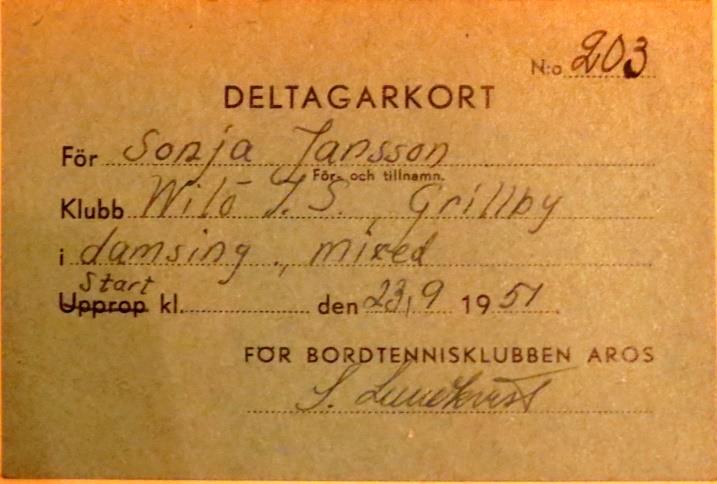 N:o 203
DELTAGARKORT
För Sonja Jansson
För- och tillnamn.
Klubb Wilö I. S., Grillby
i damsing., mixed
Start
Upprop kl. den 23,9 1951.
FÖR BORDTENNISKLUBBEN AROS
S. Lundkvist